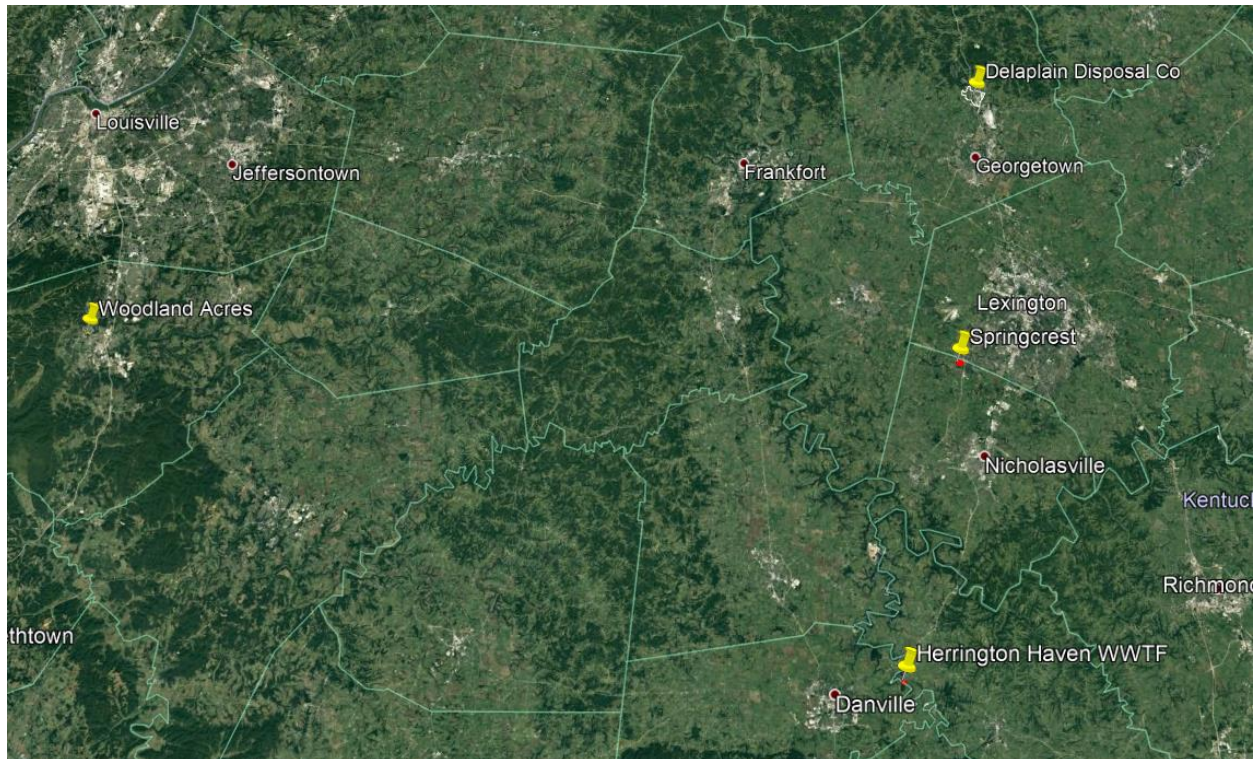 Delaplain Disposal Co
Louisville
Jeffersontown
Frankfort
Georgetown
Woodland Acres
Lexington
Springcrest
Nicholasville
Kentuc
Richmond
ethtown
Herrington Haven WWTF
Danville